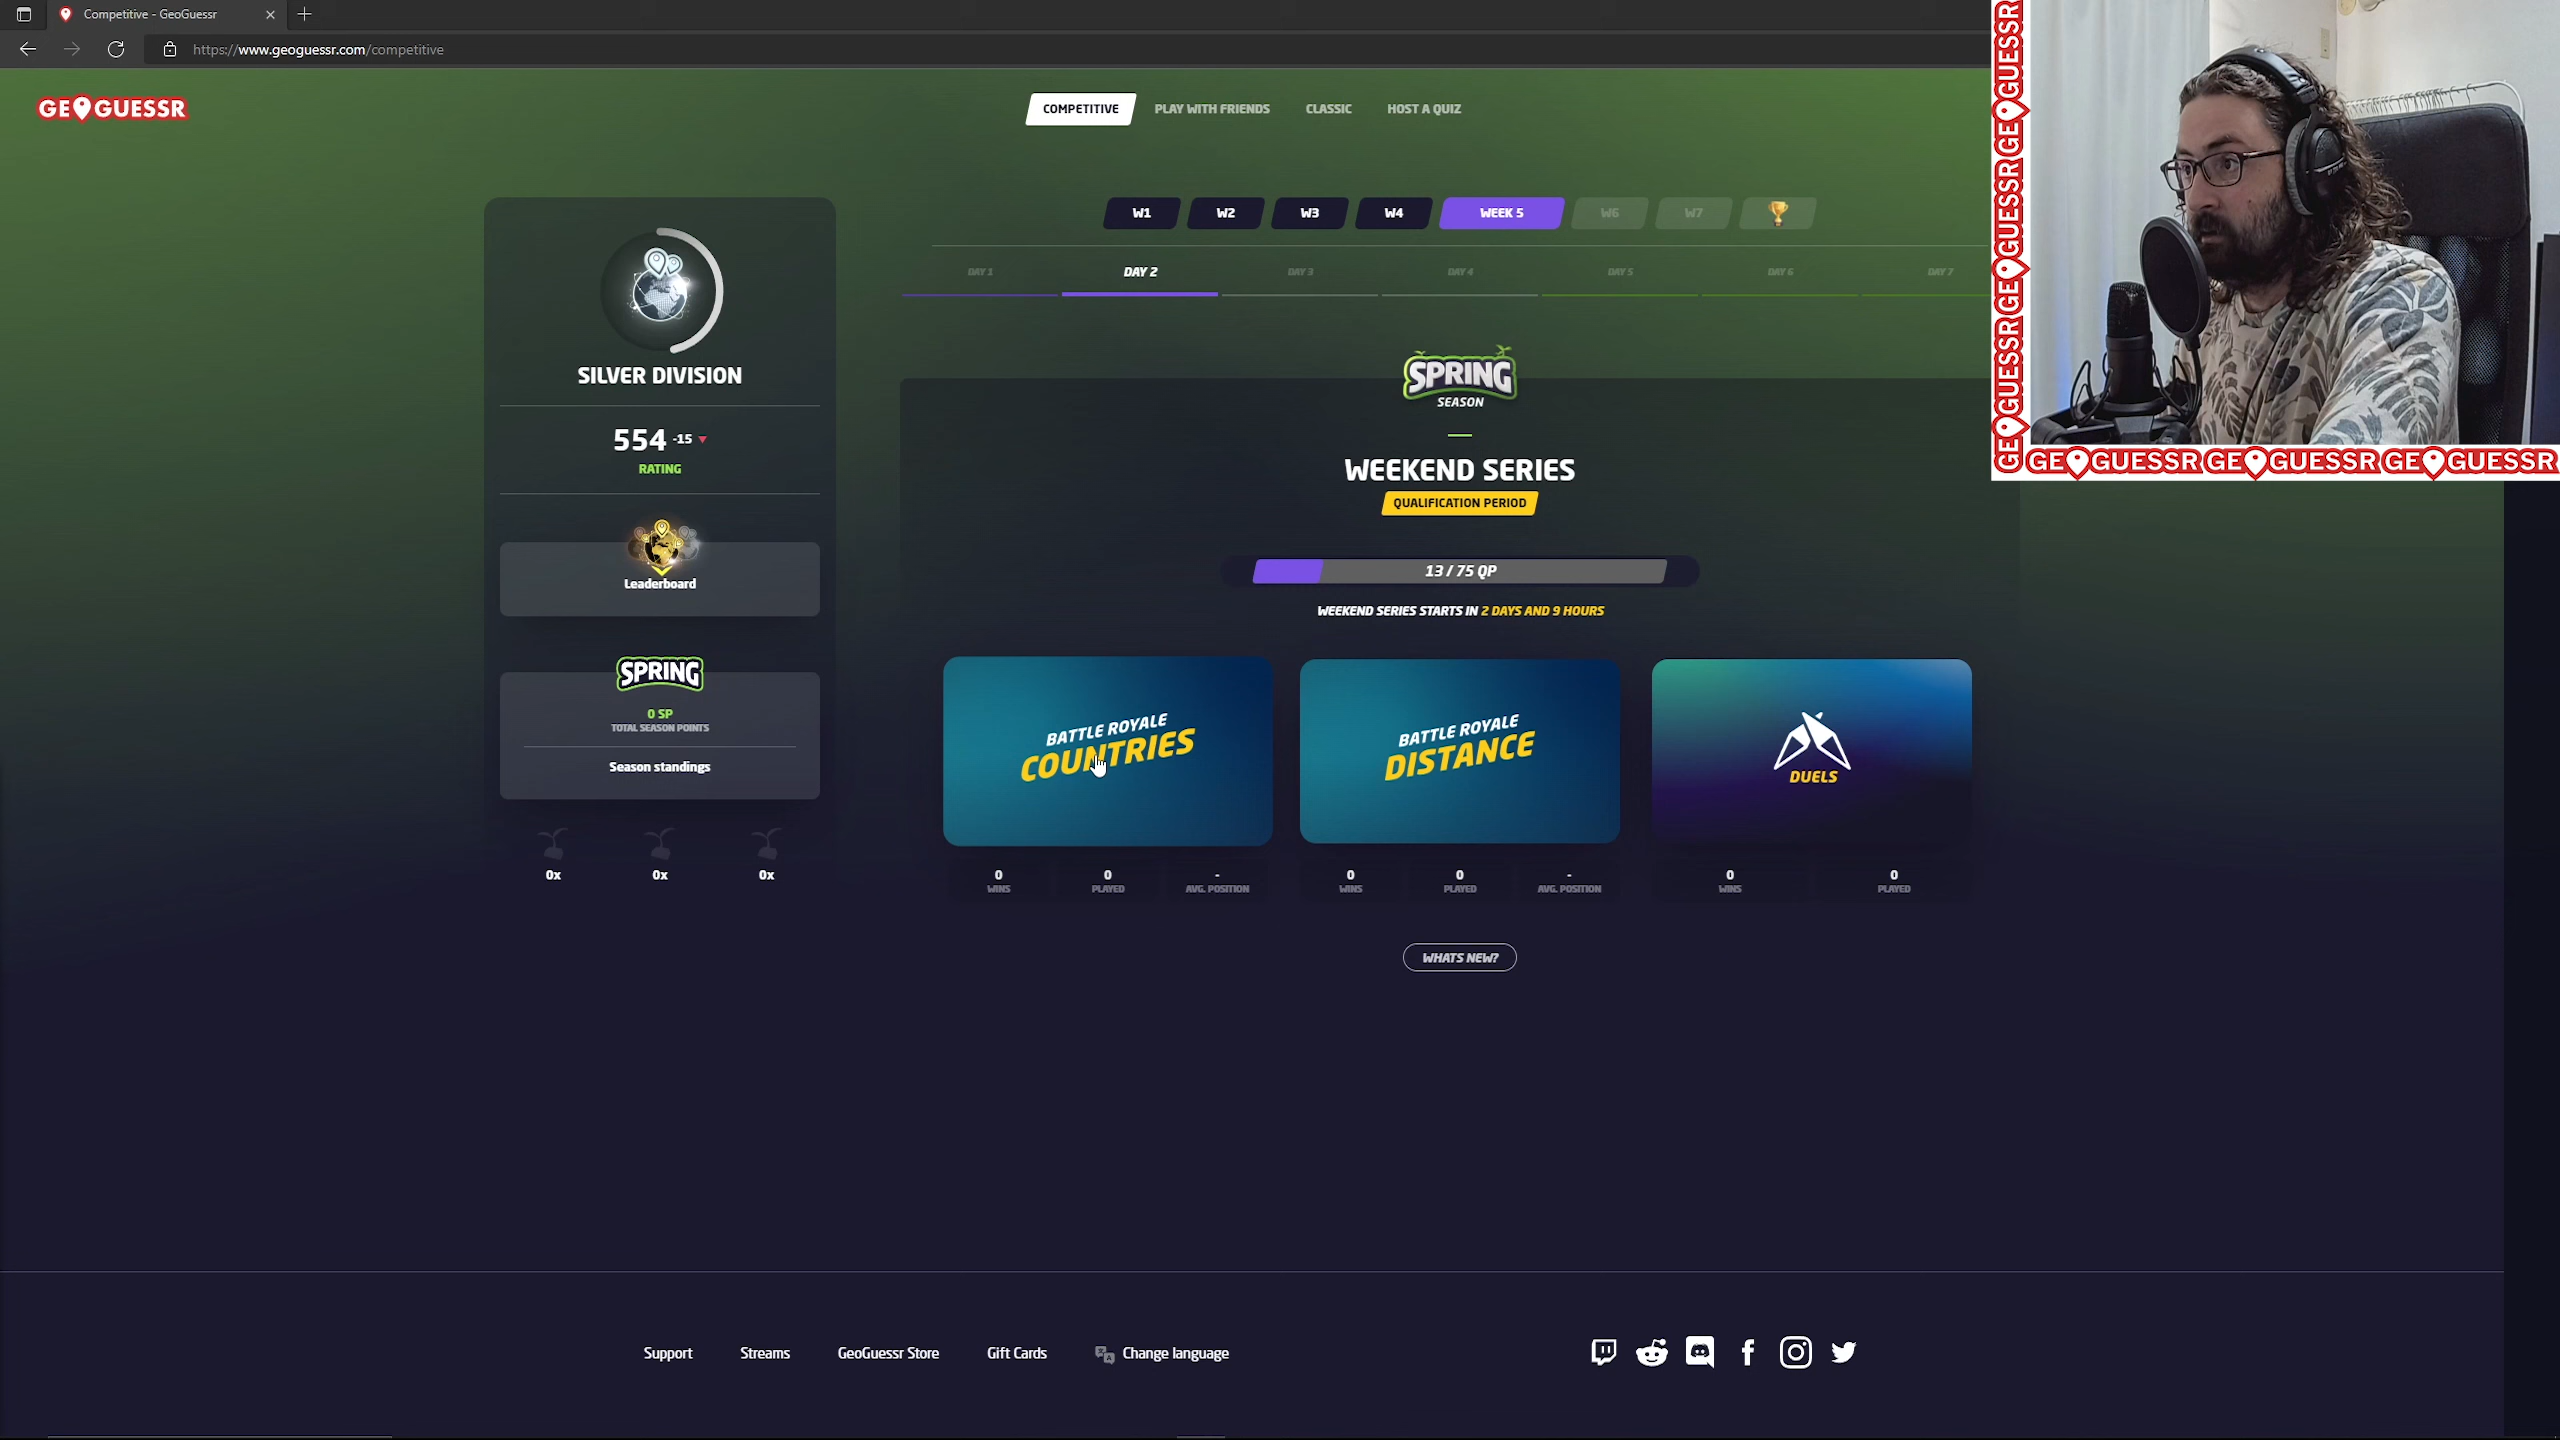 Competitive - GeoGuessr
https://www.geoguessr.com/competitive
GEOGUESSR
COMPETITIVE
PLAY WITH FRIENDS
CLASSIC
HOST A QUIZ
W1
W2
W3
W4
WEEK 5
W6
W7
DAY 1
DAY 2
DAY 3
DAY 4
DAY 5
DAY 6
DAY 7
SILVER DIVISION
554 -15
RATING
Leaderboard
SPRING
0 SP
TOTAL SEASON POINTS
Season standings
0x
0x
0x
SPRING
SEASON
WEEKEND SERIES
QUALIFICATION PERIOD
13 / 75 QP
WEEKEND SERIES STARTS IN 2 DAYS AND 9 HOURS
BATTLE ROYALE
COUNTRIES
0
WINS
0
PLAYED
-
AVG. POSITION
BATTLE ROYALE
DISTANCE
0
WINS
0
PLAYED
-
AVG. POSITION
DUELS
0
WINS
0
PLAYED
WHATS NEW?
GEOGUESSRGEOGUESSRGEOGUESSR
GEOGUESSRGEOGUESSRGEOGUESSR
Support
Streams
GeoGuessr Store
Gift Cards
Change language